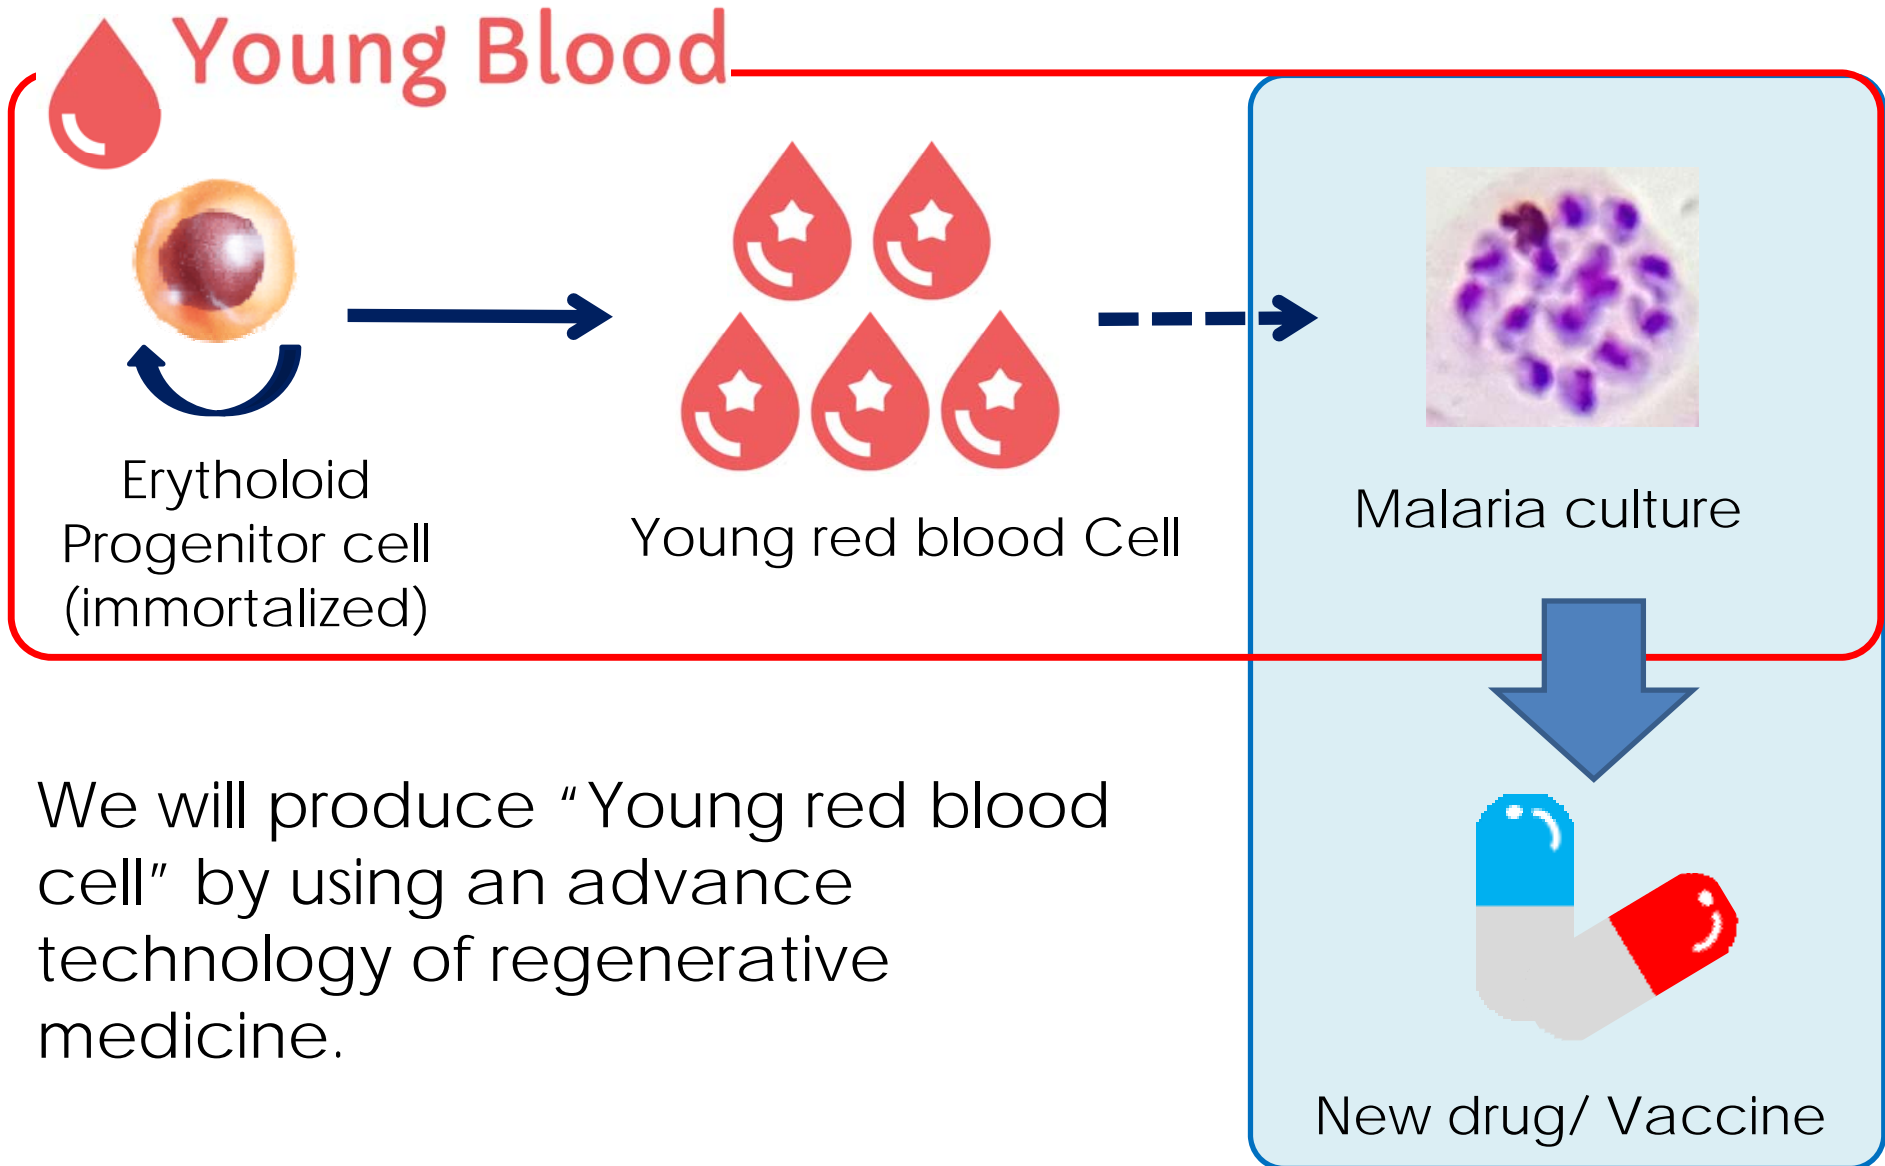 Young Blood
Erytholoid
Progenitor cell
(immortalized)
Young red blood Cell
Malaria culture
We will produce “Young red blood
cell” by using an advance
technology of regenerative
medicine.
New drug/ Vaccine